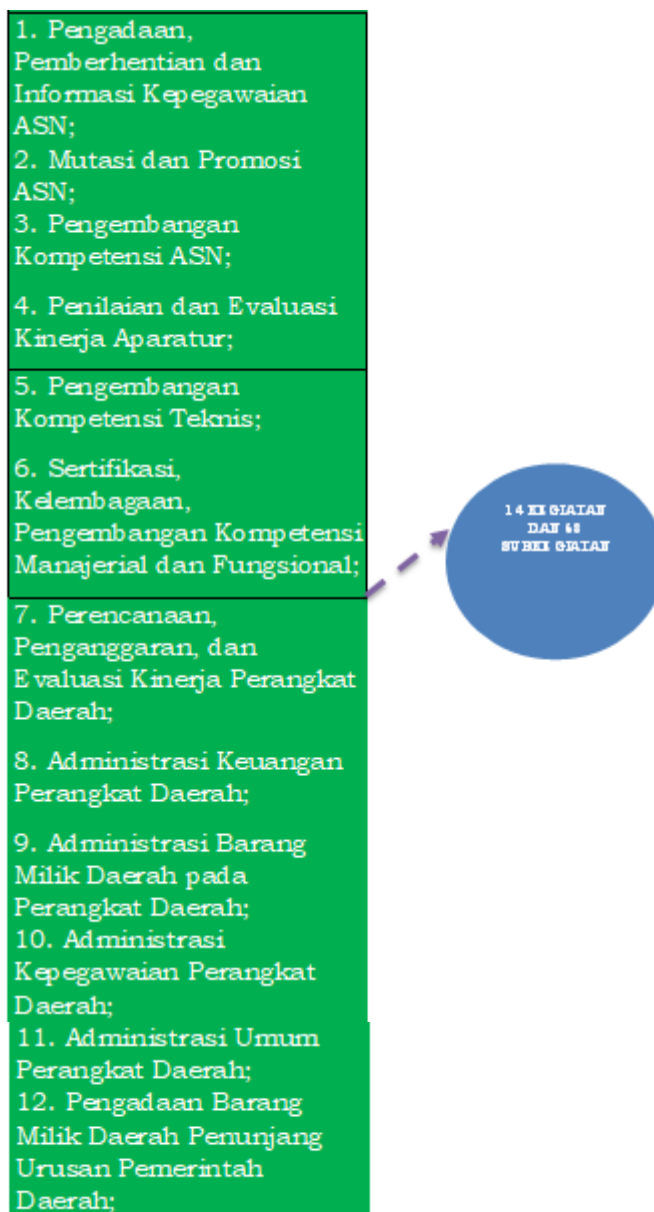 1. Pengadaan,
Pemberhentian dan
Informasi Kepegawaian
ASN;
2. Mutasi dan Promosi
ASN;
3. Pengembangan
Kompetensi ASN;
4. Penilaian dan Evaluasi
Kinerja Aparatur;
5. Pengembangan
Kompetensi Teknis;
6. Sertifikasi,
Kelembagaan,
Pengembangan Kompetensi
Manajerial dan Fungsional;
7. Perencanaan,
Penganggaran, dan
Evaluasi Kinerja Perangkat
Daerah;
8. Administrasi Keuangan
Perangkat Daerah;
9. Administrasi Barang
Milik Daerah pada
Perangkat Daerah;
10. Administrasi
Kepegawaian Perangkat
Daerah;
11. Administrasi Umum
Perangkat Daerah;
12. Pengadaan Barang
Milik Daerah Penunjang
Urusan Pemerintah
Daerah;
14 KEGIATAN
DAN 68
SUBKEGIATAN